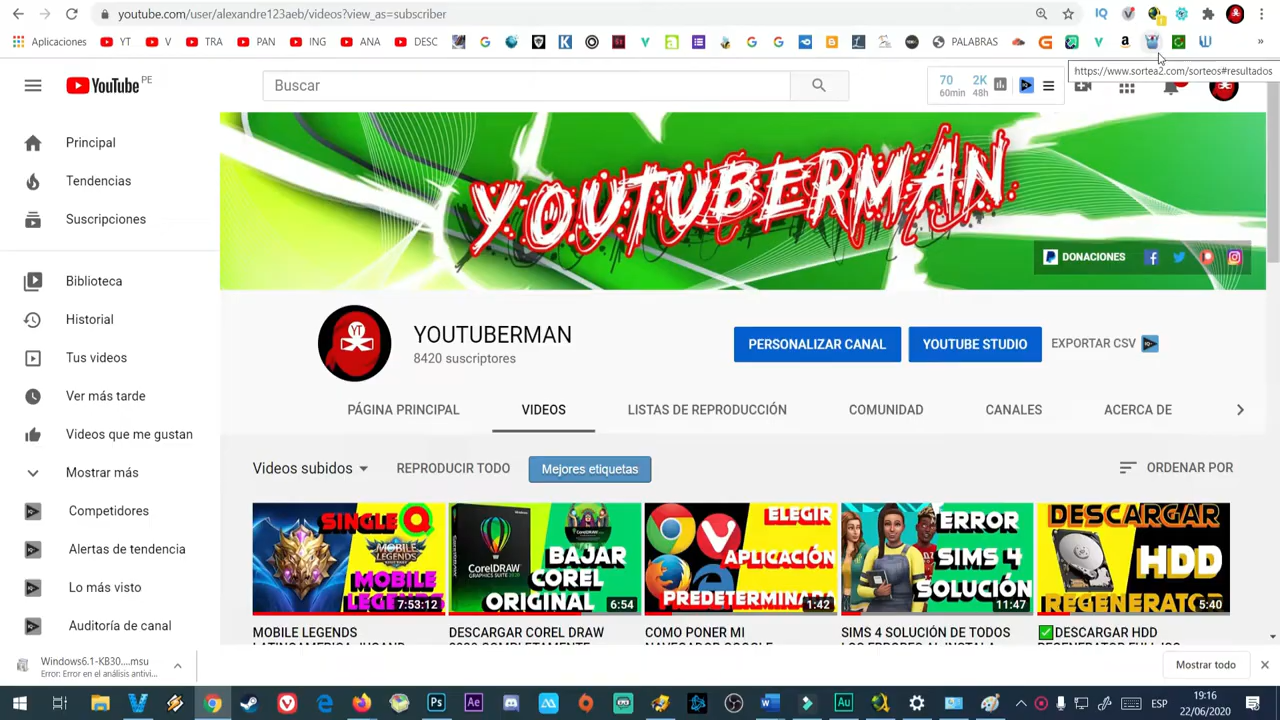 youtube.com/user/alexandre123aeb/videos?view_as=subscriber
Aplicaciones YT V TRA PAN ING ANA DESC PALABRAS
https://www.sortea2.com/sorteos#resultados
YouTube PE
Buscar
70 2K
60min 48h
Principal
Tendencias
Suscripciones
Biblioteca
Historial
Tus videos
Ver más tarde
Videos que me gustan
Mostrar más
Competidores
Alertas de tendencia
Lo más visto
Auditoría de canal
YOUTUBERMAN
DONACIONES
YT
YOUTUBERMAN
8420 suscriptores
PERSONALIZAR CANAL
YOUTUBE STUDIO
EXPORTAR CSV
PÁGINA PRINCIPAL
VIDEOS
LISTAS DE REPRODUCCIÓN
COMUNIDAD
CANALES
ACERCA DE
Videos subidos
REPRODUCIR TODO
Mejores etiquetas
ORDENAR POR
SINGLE Q
MOBILE LEGENDS
MOBILE
LEGENDS
7:53:12
CorelDRAW
BAJAR
COREL
ORIGINAL
6:54
ELEGIR
APLICACIÓN
PREDETERMINADA
1:42
ERROR
SIMS 4
SOLUCIÓN
11:47
DESCARGAR
HDD
REGENERATOR
5:40
MOBILE LEGENDS
DESCARGAR COREL DRAW
COMO PONER MI
SIMS 4 SOLUCIÓN DE TODOS
DESCARGAR HDD
Windows6.1-KB30....msu
Error: Error en el análisis antivi...
Mostrar todo
ESP
19:16
22/06/2020